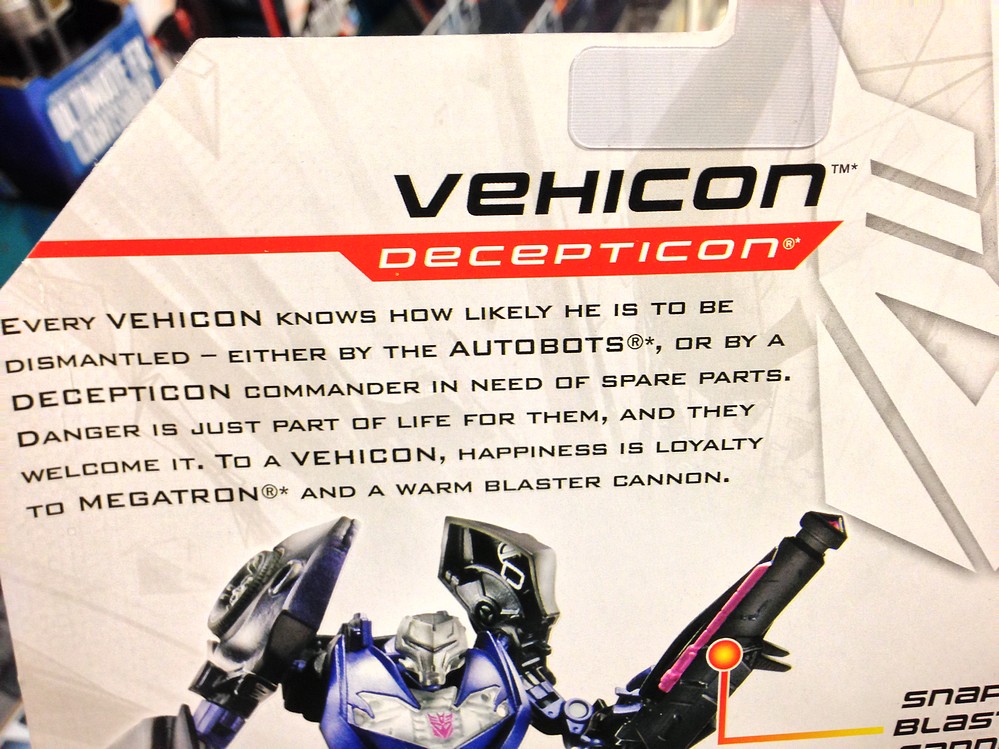 VEHICON™*
DECEPTICON®*
EVERY VEHICON KNOWS HOW LIKELY HE IS TO BE
DISMANTLED – EITHER BY THE AUTOBOTS®*, OR BY A
DECEPTICON COMMANDER IN NEED OF SPARE PARTS.
DANGER IS JUST PART OF LIFE FOR THEM, AND THEY
WELCOME IT. TO A VEHICON, HAPPINESS IS LOYALTY
TO MEGATRON®* AND A WARM BLASTER CANNON.
SNAP
BLAS